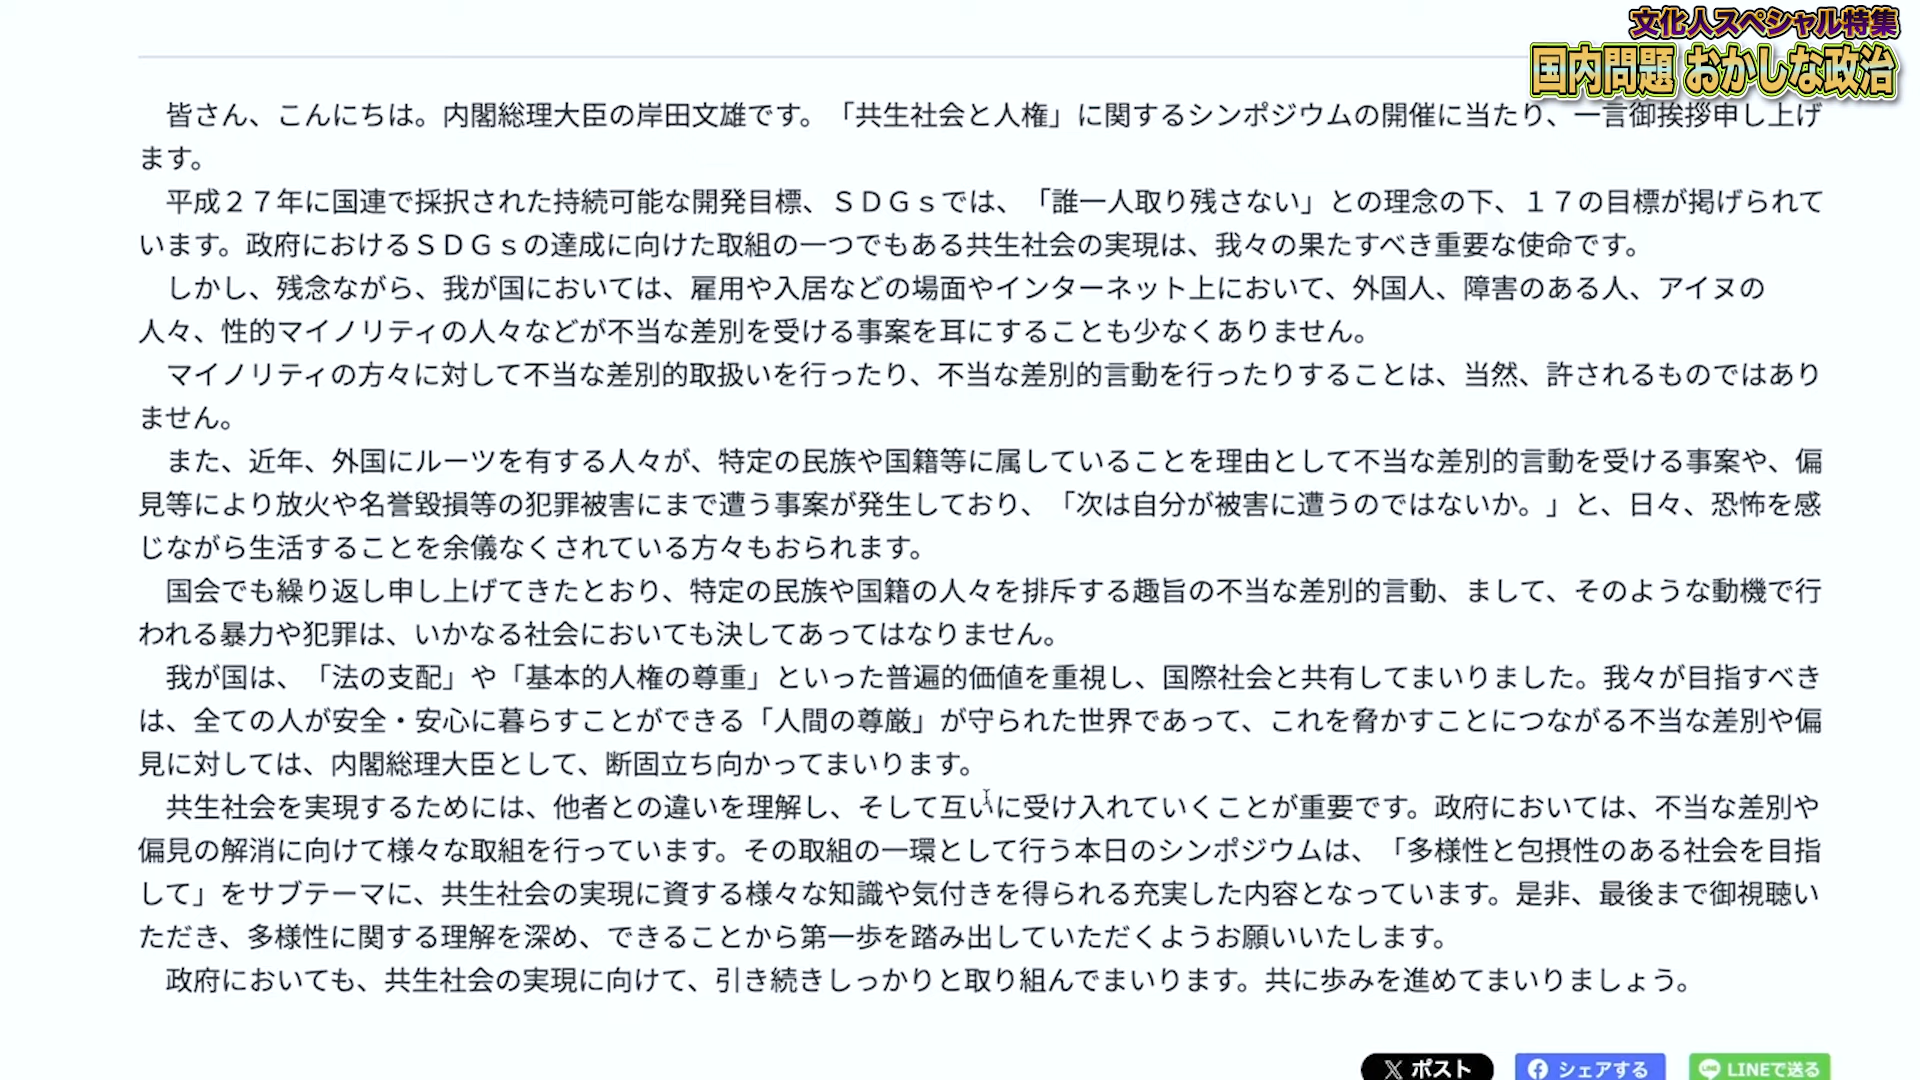 文化人スペシャル特集
国内問題 おかしな政治
皆さん、こんにちは。内閣総理大臣の岸田文雄です。「共生社会と人権」に関するシンポジウムの開催に当たり、一言御挨拶申し上げ
ます。
平成２７年に国連で採択された持続可能な開発目標、ＳＤＧｓでは、「誰一人取り残さない」との理念の下、１７の目標が掲げられて
います。政府におけるＳＤＧｓの達成に向けた取組の一つでもある共生社会の実現は、我々の果たすべき重要な使命です。
しかし、残念ながら、我が国においては、雇用や入居などの場面やインターネット上において、外国人、障害のある人、アイヌの
人々、性的マイノリティの人々などが不当な差別を受ける事案を耳にすることも少なくありません。
マイノリティの方々に対して不当な差別的取扱いを行ったり、不当な差別的言動を行ったりすることは、当然、許されるものではあり
ません。
また、近年、外国にルーツを有する人々が、特定の民族や国籍等に属していることを理由として不当な差別的言動を受ける事案や、偏
見等により放火や名誉毀損等の犯罪被害にまで遭う事案が発生しており、「次は自分が被害に遭うのではないか。」と、日々、恐怖を感
じながら生活することを余儀なくされている方々もおられます。
国会でも繰り返し申し上げてきたとおり、特定の民族や国籍の人々を排斥する趣旨の不当な差別的言動、まして、そのような動機で行
われる暴力や犯罪は、いかなる社会においても決してあってはなりません。
我が国は、「法の支配」や「基本的人権の尊重」といった普遍的価値を重視し、国際社会と共有してまいりました。我々が目指すべき
は、全ての人が安全・安心に暮らすことができる「人間の尊厳」が守られた世界であって、これを脅かすことにつながる不当な差別や偏
見に対しては、内閣総理大臣として、断固立ち向かってまいります。
共生社会を実現するためには、他者との違いを理解し、そして互いに受け入れていくことが重要です。政府においては、不当な差別や
偏見の解消に向けて様々な取組を行っています。その取組の一環として行う本日のシンポジウムは、「多様性と包摂性のある社会を目指
して」をサブテーマに、共生社会の実現に資する様々な知識や気付きを得られる充実した内容となっています。是非、最後まで御視聴い
ただき、多様性に関する理解を深め、できることから第一歩を踏み出していただくようお願いいたします。
政府においても、共生社会の実現に向けて、引き続きしっかりと取り組んでまいります。共に歩みを進めてまいりましょう。
ポスト
シェアする
LINEで送る